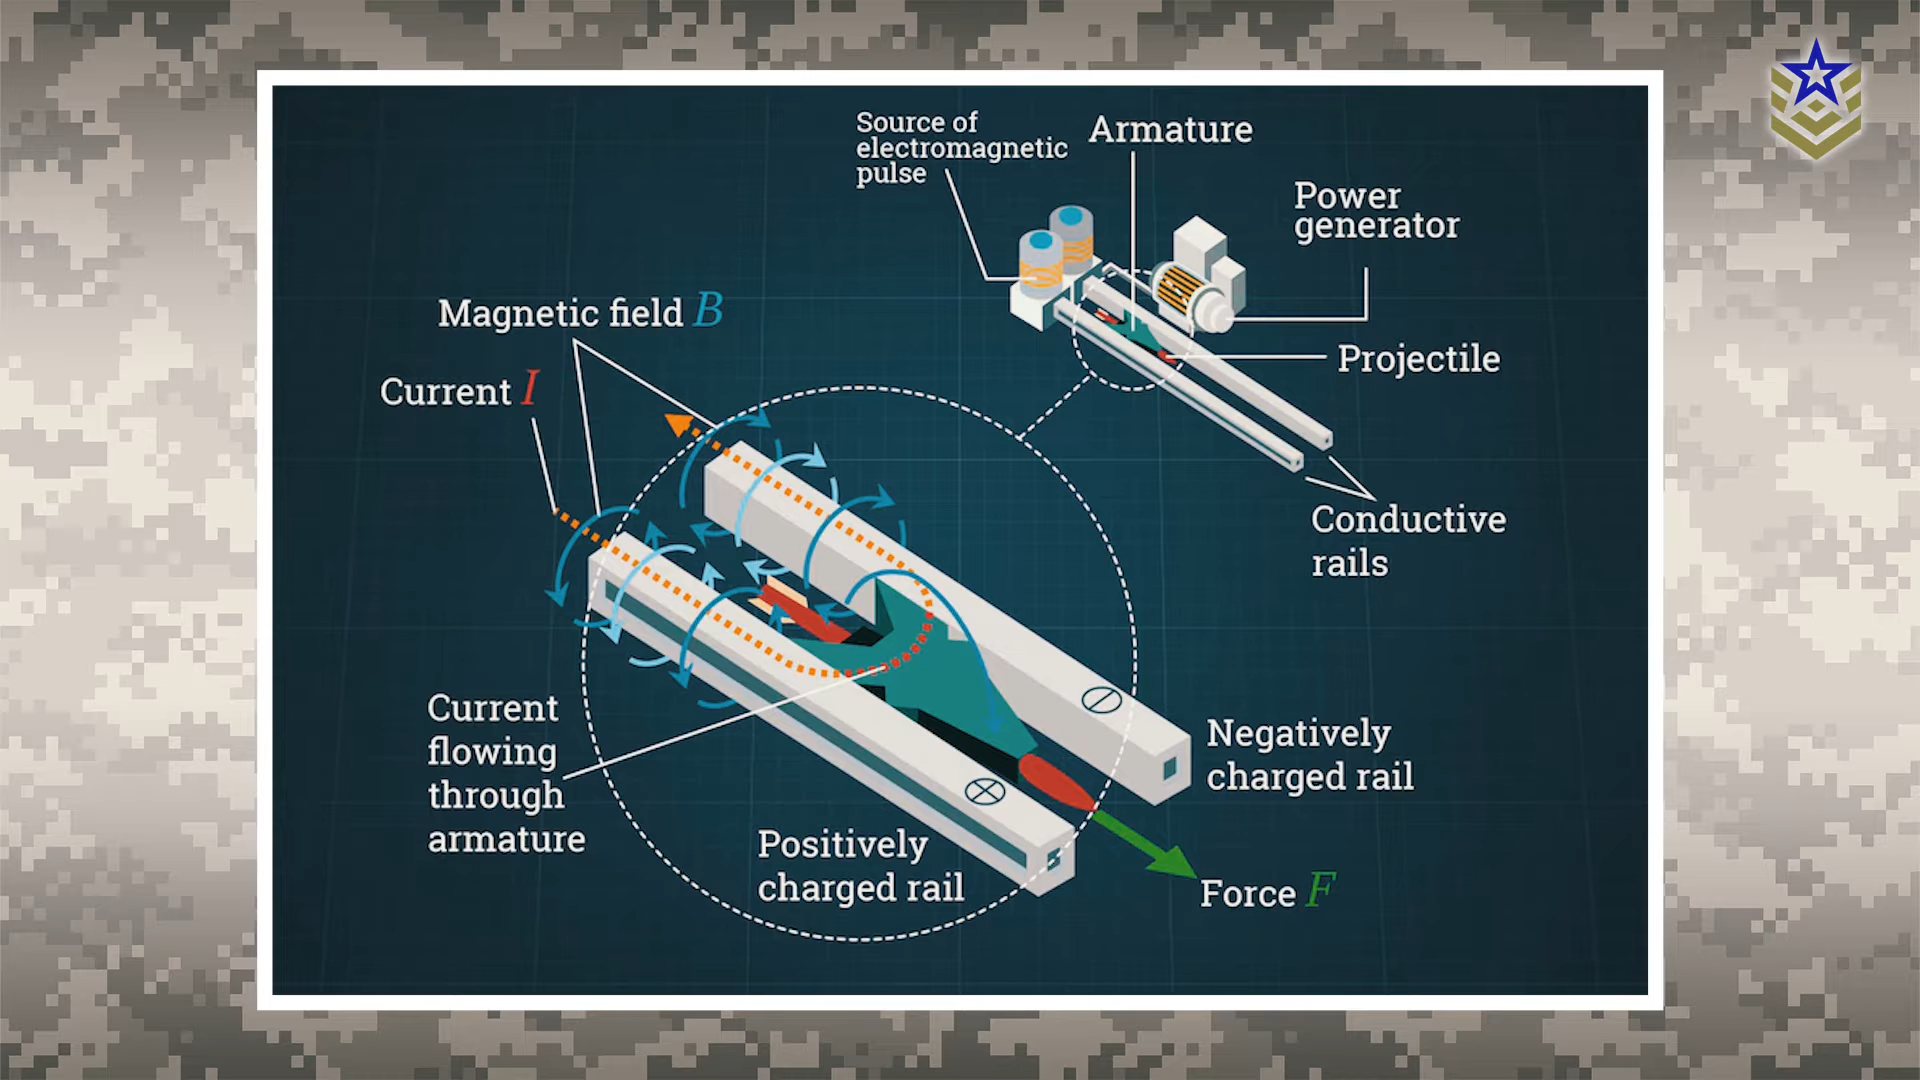 Source of
electromagnetic
pulse
Armature
Power
generator
Magnetic field B
Current I
Projectile
Conductive
rails
Current
flowing
through
armature
Negatively
charged rail
Positively
charged rail
Force F